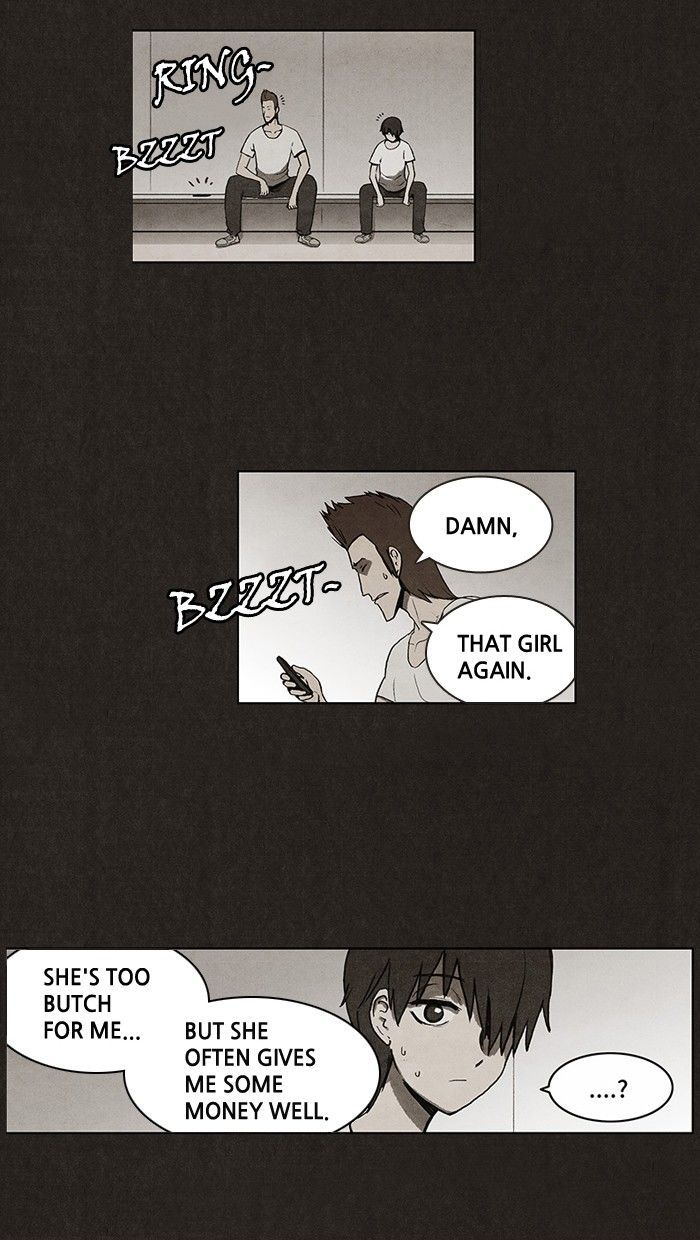 RING~
BZZZT
BZZZT~
DAMN,
THAT GIRL
AGAIN.
SHE'S TOO
BUTCH
FOR ME...
BUT SHE
OFTEN GIVES
ME SOME
MONEY WELL.
....?